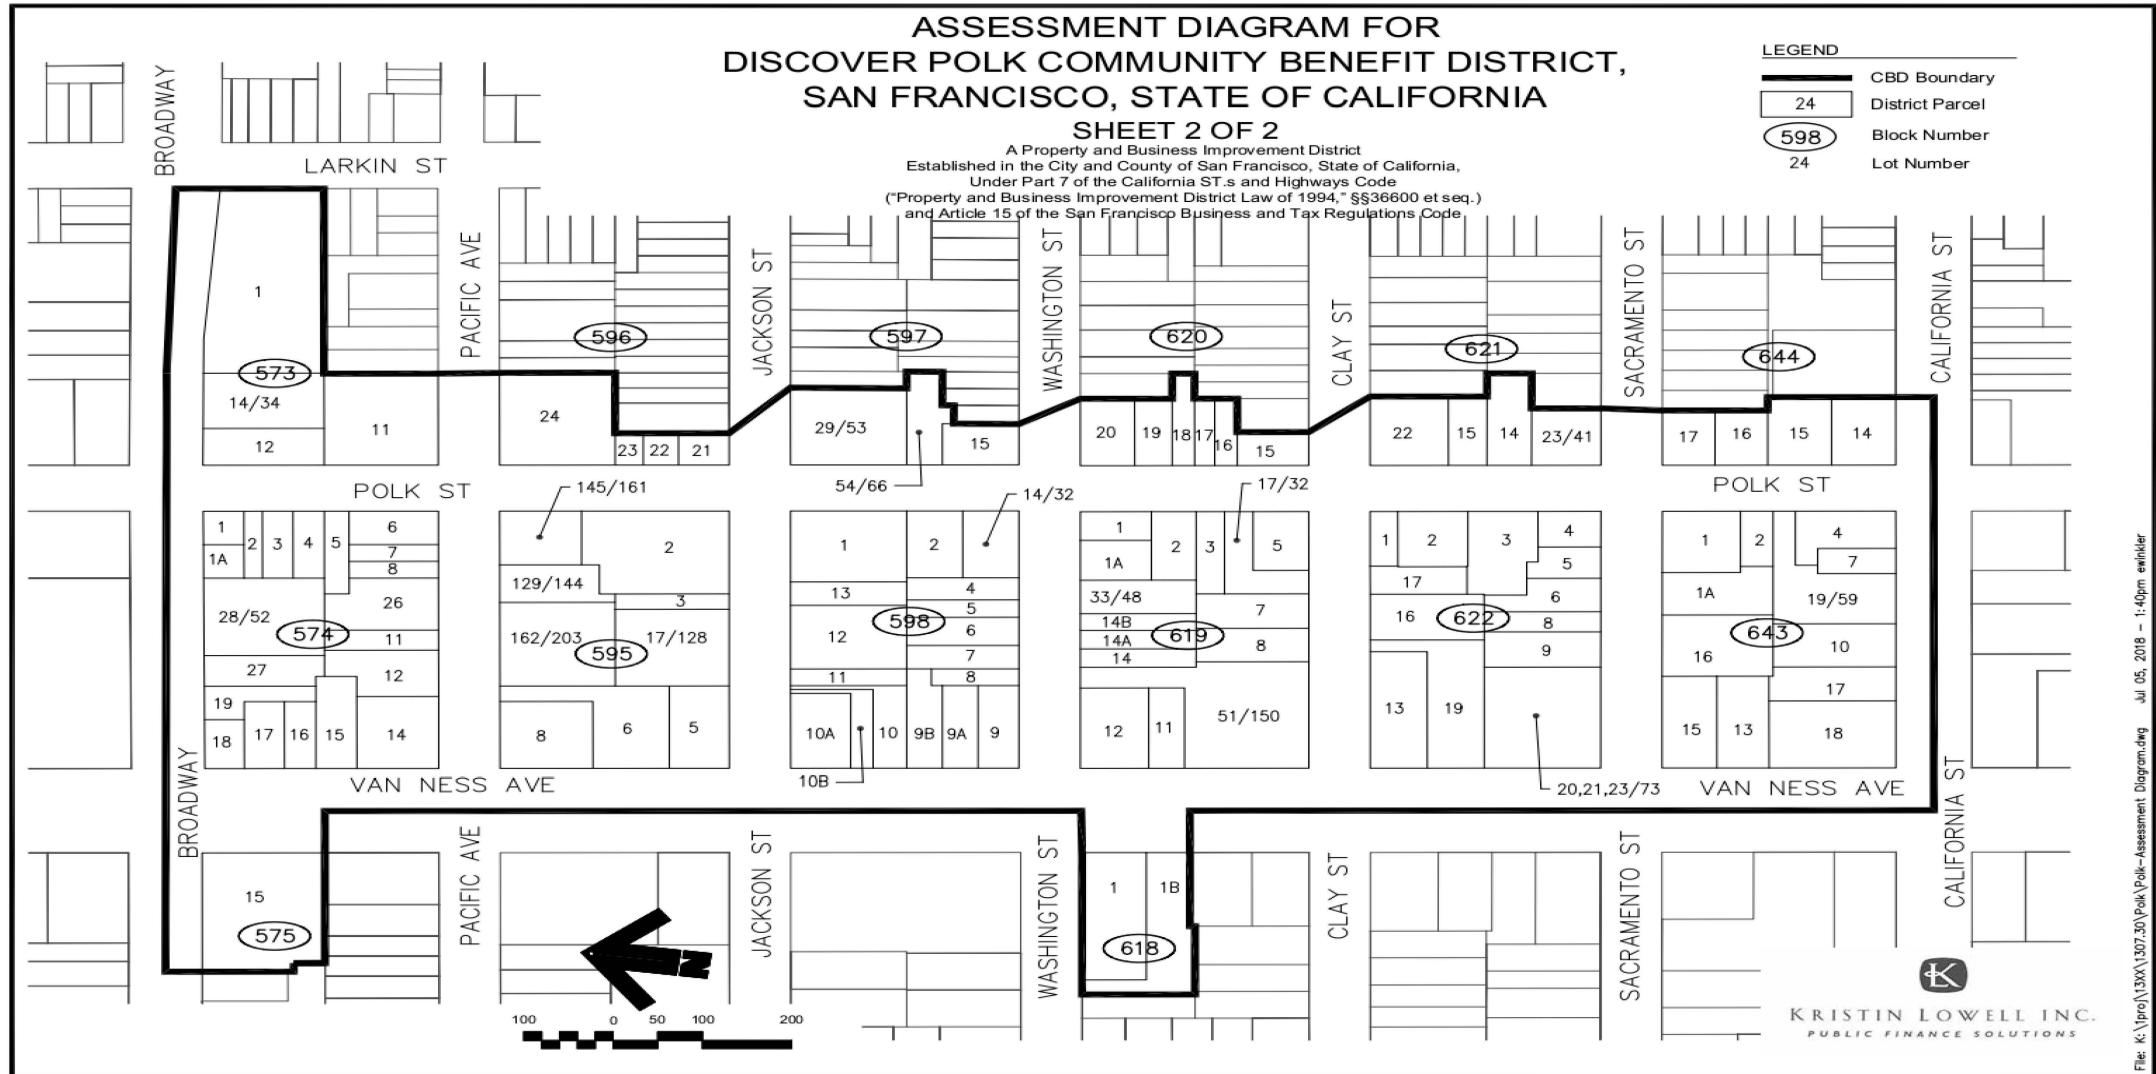 ASSESSMENT DIAGRAM FOR
DISCOVER POLK COMMUNITY BENEFIT DISTRICT,
SAN FRANCISCO, STATE OF CALIFORNIA
SHEET 2 OF 2
A Property and Business Improvement District
Established in the City and County of San Francisco, State of California,
Under Part 7 of the California ST.s and Highways Code
("Property and Business Improvement District Law of 1994," §§36600 et seq.)
and Article 15 of the San Francisco Business and Tax Regulations Code
LEGEND
CBD Boundary
24 District Parcel
598 Block Number
24 Lot Number
BROADWAY
LARKIN ST
PACIFIC AVE
JACKSON ST
WASHINGTON ST
CLAY ST
SACRAMENTO ST
CALIFORNIA ST
1
573
14/34
12
11
596
24
23 22 21
597
29/53
54/66
15
620
20 19 18 17 16 15
621
22 15 14 23/41
644
17 16 15 14
POLK ST
POLK ST
1
1A
2 3 4 5
6
7
8
28/52
26
574
11
27
12
19
18
17 16 15 14
145/161
2
129/144
3
162/203
17/128
595
8 6 5
1
2
14/32
13
4
5
598
12
6
7
11
8
10A
10B
10 9B 9A 9
1
1A
2 3
17/32
5
33/48
7
14B
619
14A
8
14
12 11
51/150
1 2 3
4
5
17
6
16
622
8
9
13 19
20,21,23/73
1 2
4
7
1A
19/59
643
16
10
17
15 13
18
VAN NESS AVE
VAN NESS AVE
BROADWAY
PACIFIC AVE
JACKSON ST
WASHINGTON ST
CLAY ST
SACRAMENTO ST
CALIFORNIA ST
15
575
1 1B
618
N
100 0 50 100 200
LK
KRISTIN LOWELL INC.
PUBLIC FINANCE SOLUTIONS
File: K:\1proj\13XX\1307.30\Polk\Polk-Assessment Diagram.dwg Jul 05, 2018 - 1:40pm ewinkler